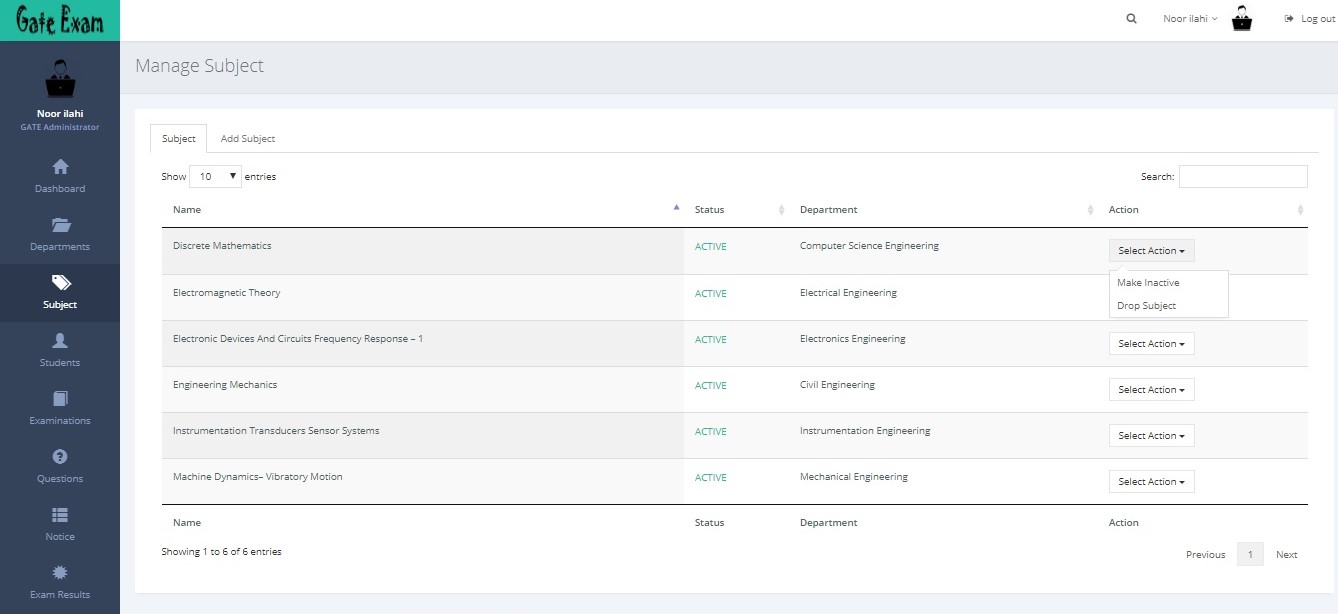 Gate Exam
Noor ilahi
Log out
Noor ilahi
GATE Administrator
Dashboard
Departments
Subject
Students
Examinations
Questions
Notice
Exam Results
Manage Subject
Subject Add Subject
Show 10 entries Search:
Name Status Department Action
Discrete Mathematics ACTIVE Computer Science Engineering Select Action
Make Inactive
Drop Subject
Electromagnetic Theory ACTIVE Electrical Engineering
Electronic Devices And Circuits Frequency Response – 1 ACTIVE Electronics Engineering Select Action
Engineering Mechanics ACTIVE Civil Engineering Select Action
Instrumentation Transducers Sensor Systems ACTIVE Instrumentation Engineering Select Action
Machine Dynamics– Vibratory Motion ACTIVE Mechanical Engineering Select Action
Name Status Department Action
Showing 1 to 6 of 6 entries Previous 1 Next